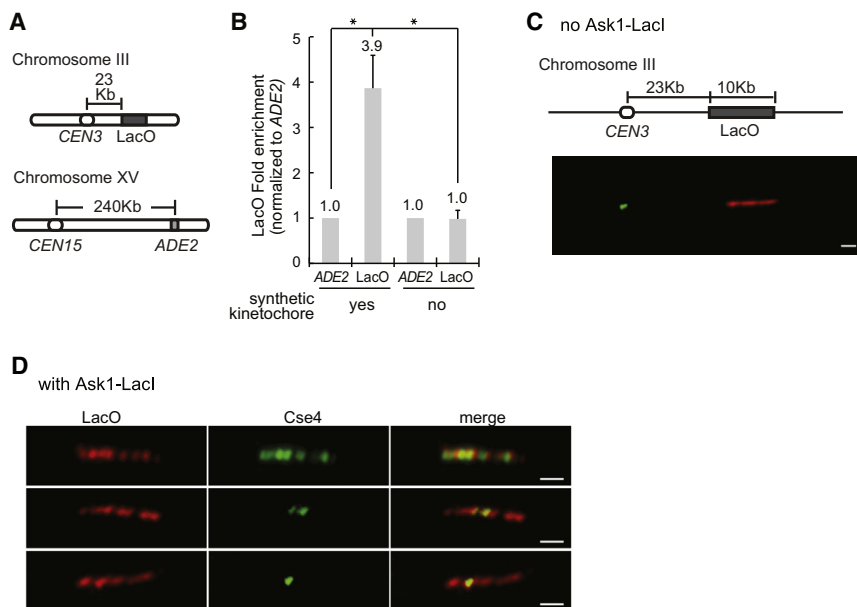 A
Chromosome III
23
Kb
CEN3 LacO
Chromosome XV
240Kb
CEN15 ADE2
B
LacO Fold enrichment
(normalized to ADE2)
5
4
3
2
1
0
* *
1.0 3.9 1.0 1.0
ADE2 LacO ADE2 LacO
synthetic
kinetochore yes no
C no Ask1-LacI
Chromosome III
23Kb 10Kb
CEN3 LacO
D with Ask1-LacI
LacO Cse4 merge